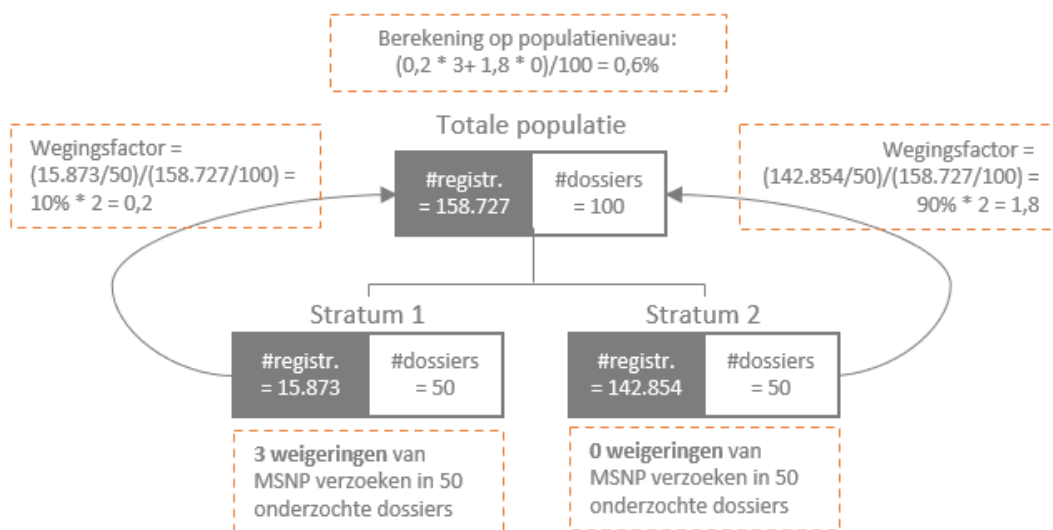 Berekening op populatieniveau:
(0,2 * 3+ 1,8 * 0)/100 = 0,6%
Totale populatie
Wegingsfactor =
(15.873/50)/(158.727/100) =
10% * 2 = 0,2
#registr.
= 158.727
#dossiers
= 100
Wegingsfactor =
(142.854/50)/(158.727/100) =
90% * 2 = 1,8
Stratum 1
#registr.
= 15.873
#dossiers
= 50
Stratum 2
#registr.
= 142.854
#dossiers
= 50
3 weigeringen van
MSNP verzoeken in 50
onderzochte dossiers
0 weigeringen van
MSNP verzoeken in 50
onderzochte dossiers